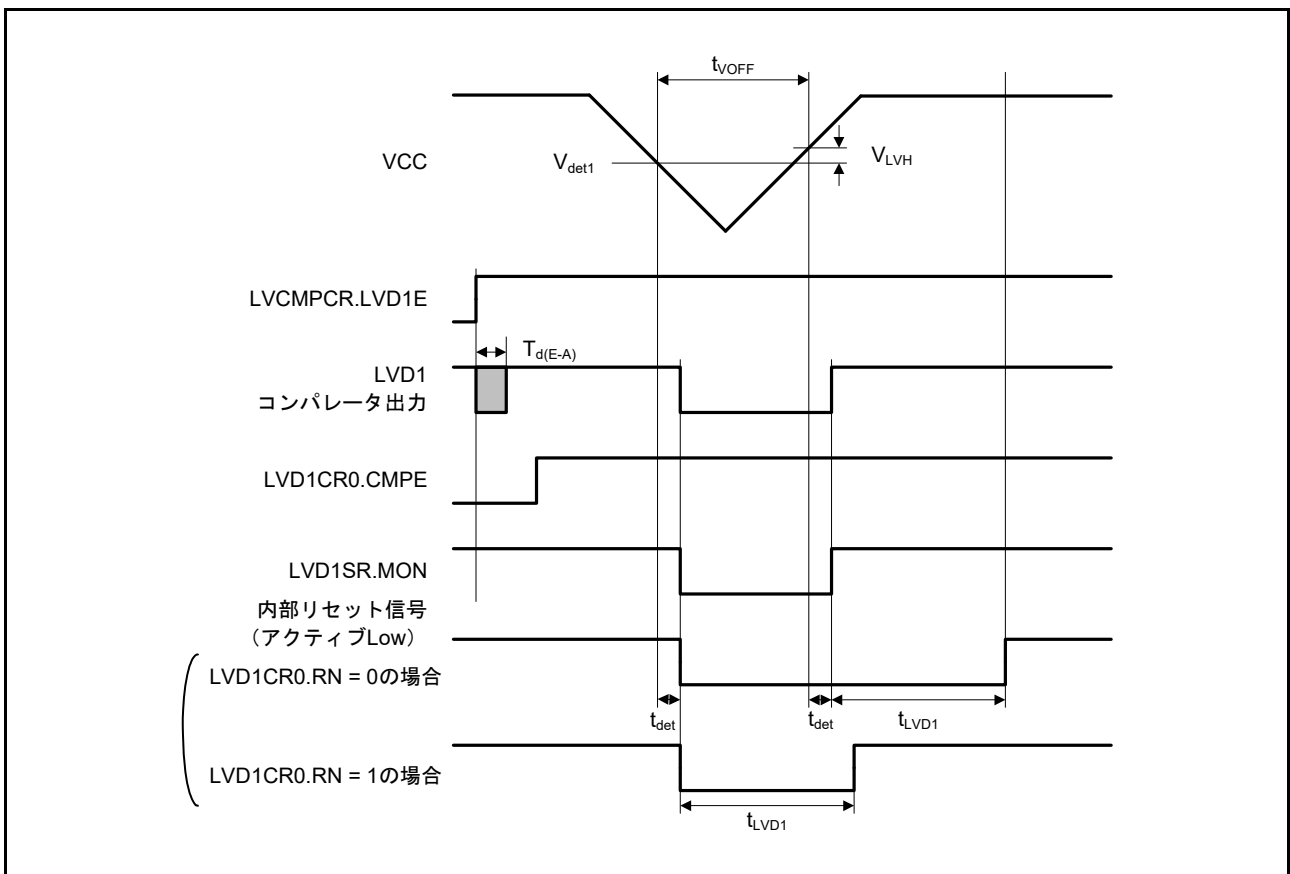 tVOFF
VCC
Vdet1
VLVH
LVCMPCR.LVD1E
Td(E-A)
LVD1
コンパレータ出力
LVD1CR0.CMPE
LVD1SR.MON
内部リセット信号
(アクティブLow)
LVD1CR0.RN = 0の場合
tdet
tdet
tLVD1
LVD1CR0.RN = 1の場合
tLVD1